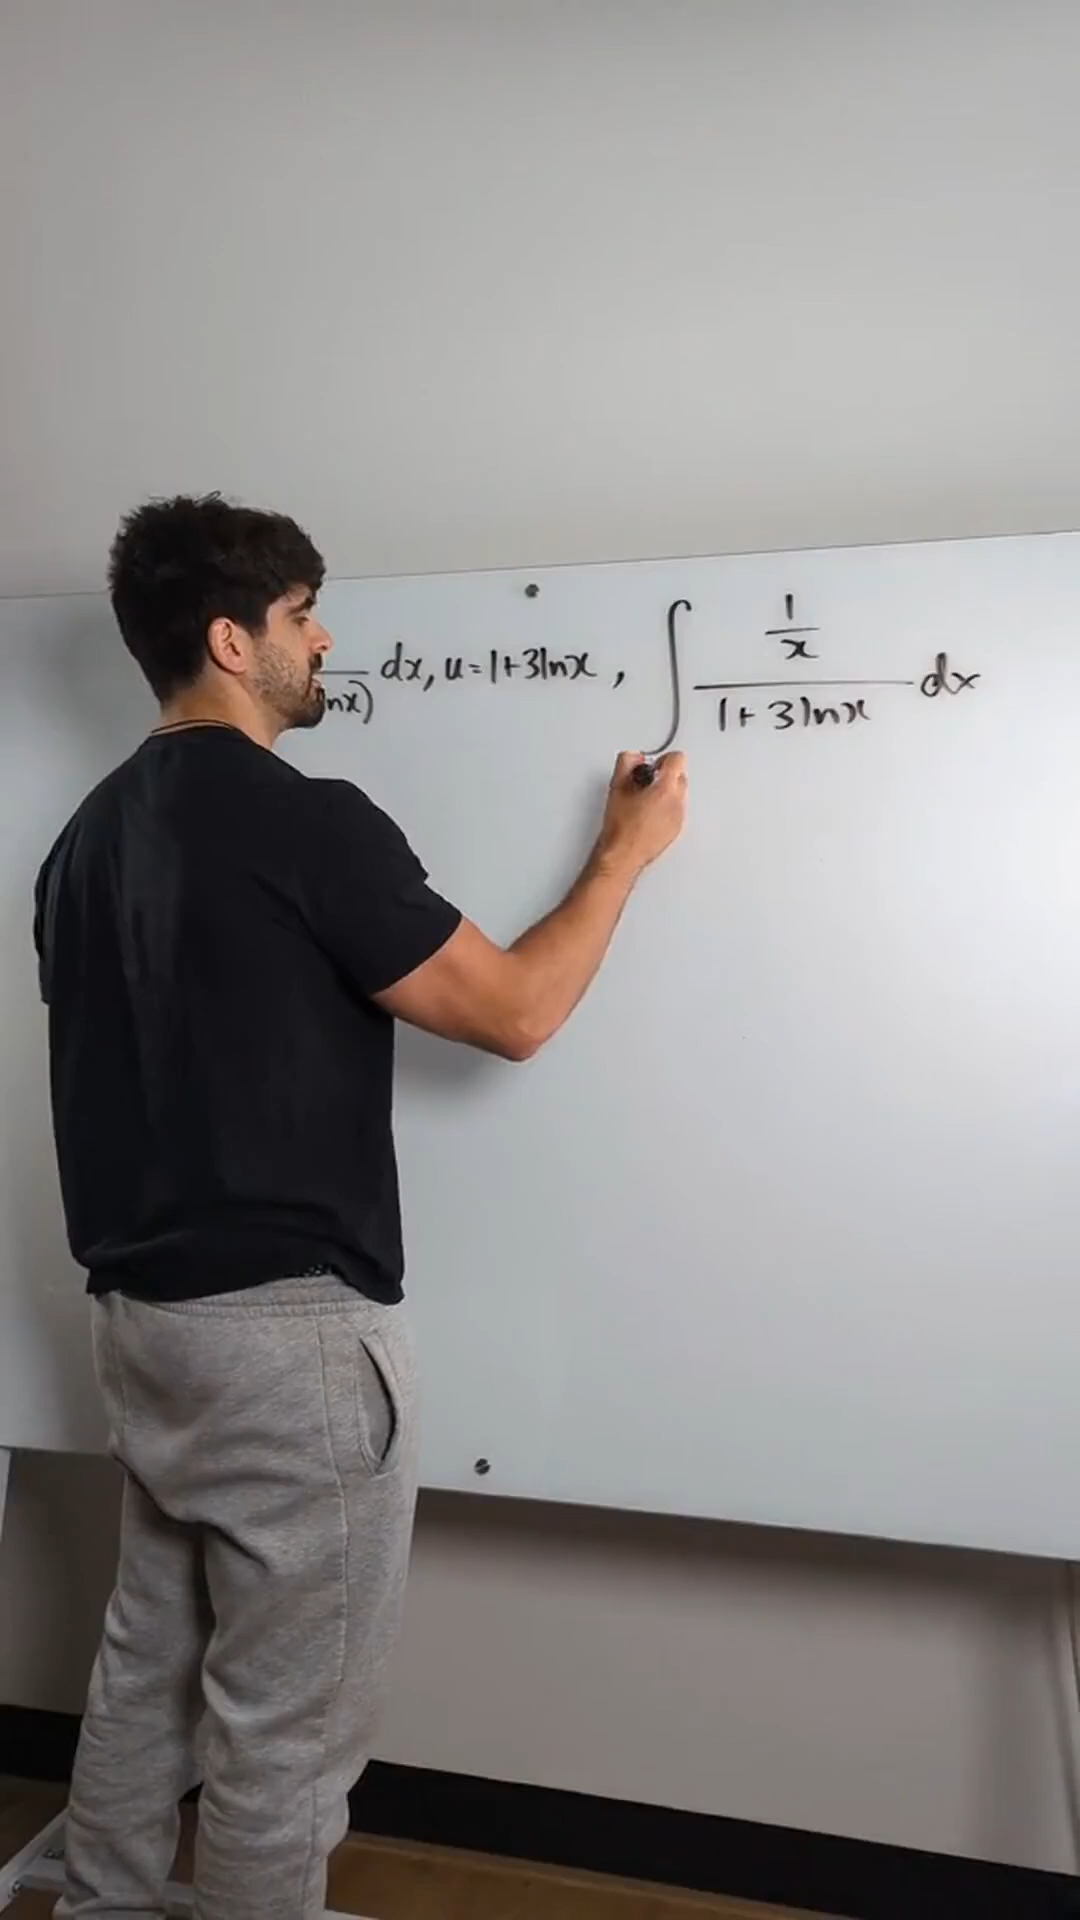 nx) dx, u = 1+3lnx , ∫ (1/x)/(1+3lnx) dx